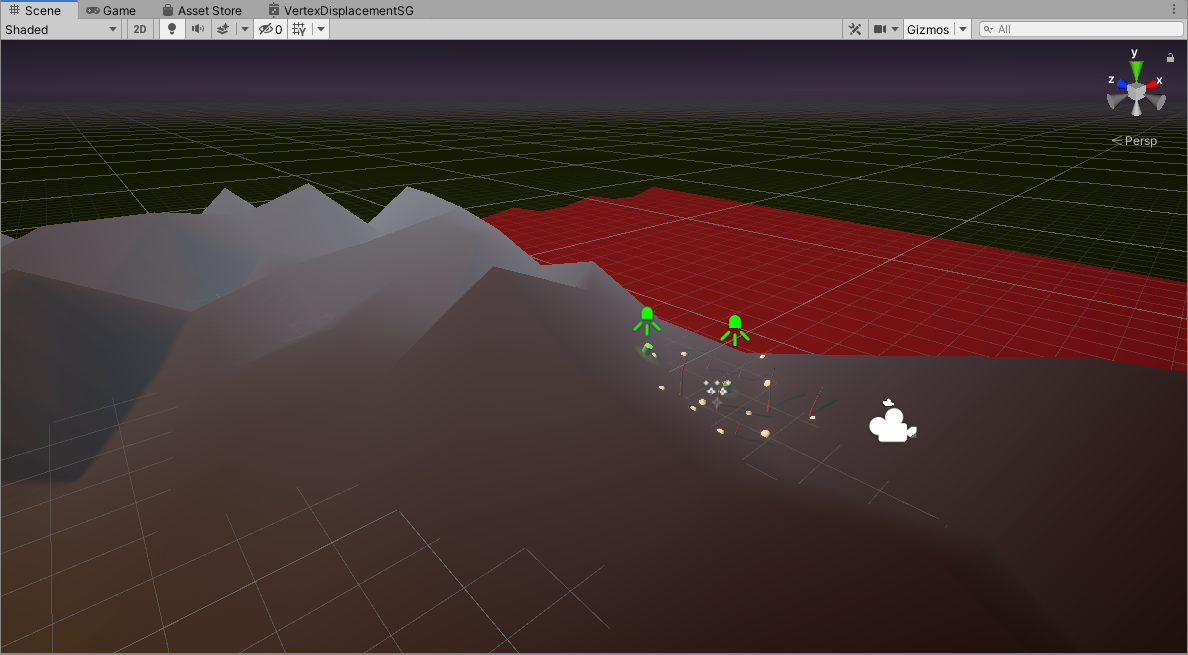 Scene Game Asset Store VertexDisplacementSG
Shaded 2D 0 Gizmos All
y
z x
Persp